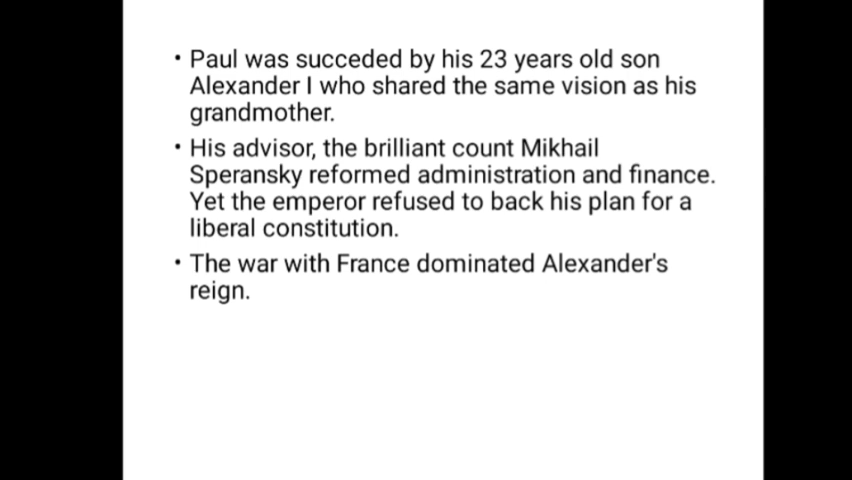 • Paul was succeded by his 23 years old son
Alexander I who shared the same vision as his
grandmother.
• His advisor, the brilliant count Mikhail
Speransky reformed administration and finance.
Yet the emperor refused to back his plan for a
liberal constitution.
• The war with France dominated Alexander's
reign.